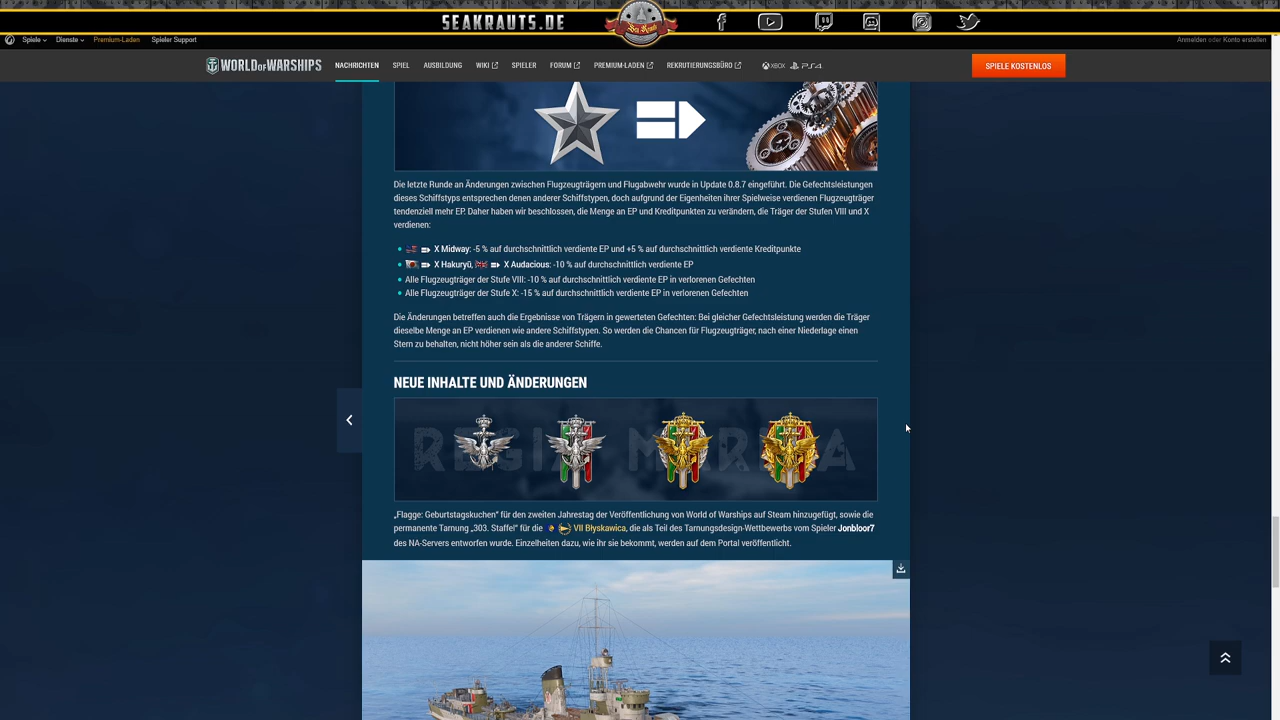 SEAKRAUTS.DE
Sea Krauts
Spiele Dienste Premium-Laden Spieler Support
Anmelden oder Konto erstellen
WORLD OF WARSHIPS NACHRICHTEN SPIEL AUSBILDUNG WIKI SPIELER FORUM PREMIUM-LADEN REKRUTIERUNGSBÜRO XBOX PS4 SPIELE KOSTENLOS
Die letzte Runde an Änderungen zwischen Flugzeugträgern und Flugabwehr wurde in Update 0.8.7 eingeführt. Die Gefechtsleistungen
dieses Schiffstyps entsprechen denen anderer Schiffstypen, doch aufgrund der Eigenheiten ihrer Spielweise verdienen Flugzeugträger
tendenziell mehr EP. Daher haben wir beschlossen, die Menge an EP und Kreditpunkten zu verändern, die Träger der Stufen VIII und X
verdienen:
X Midway: -5 % auf durchschnittlich verdiente EP und +5 % auf durchschnittlich verdiente Kreditpunkte
X Hakuryū, X Audacious: -10 % auf durchschnittlich verdiente EP
Alle Flugzeugträger der Stufe VIII: -10 % auf durchschnittlich verdiente EP in verlorenen Gefechten
Alle Flugzeugträger der Stufe X: -15 % auf durchschnittlich verdiente EP in verlorenen Gefechten
Die Änderungen betreffen auch die Ergebnisse von Trägern in gewerteten Gefechten: Bei gleicher Gefechtsleistung werden die Träger
dieselbe Menge an EP verdienen wie andere Schiffstypen. So werden die Chancen für Flugzeugträger, nach einer Niederlage einen
Stern zu behalten, nicht höher sein als die anderer Schiffe.
NEUE INHALTE UND ÄNDERUNGEN
REGIA MARINA
„Flagge: Geburtstagskuchen“ für den zweiten Jahrestag der Veröffentlichung von World of Warships auf Steam hinzugefügt, sowie die
permanente Tarnung „303. Staffel“ für die VII Błyskawica, die als Teil des Tarnungsdesign-Wettbewerbs vom Spieler Jonbloor7
des NA-Servers entworfen wurde. Einzelheiten dazu, wie ihr sie bekommt, werden auf dem Portal veröffentlicht.